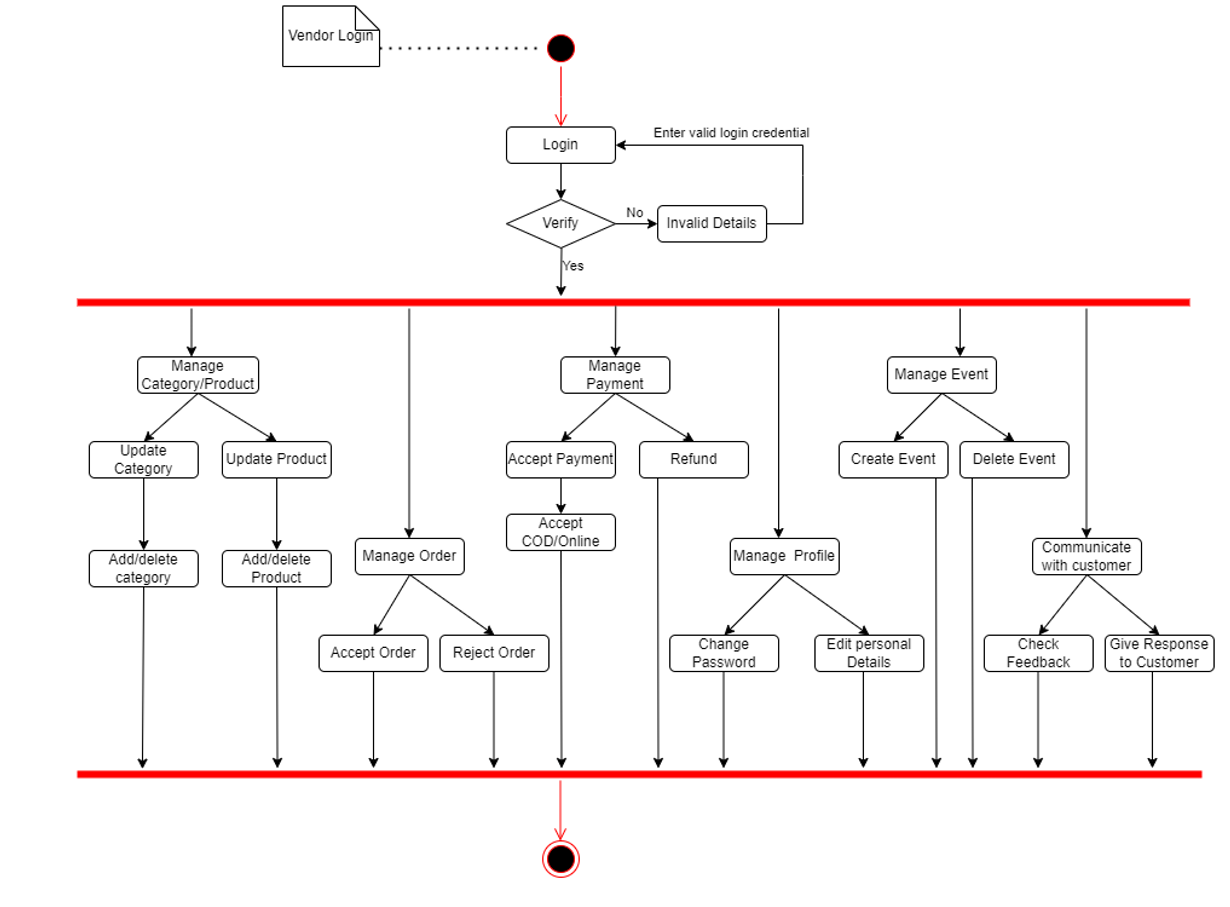 Vendor Login
Enter valid login credential
Login
Verify
No
Invalid Details
Yes
Manage
Category/Product
Manage
Payment
Manage Event
Update
Category
Update Product
Accept Payment
Refund
Create Event
Delete Event
Accept
COD/Online
Add/delete
category
Add/delete
Product
Manage Order
Manage  Profile
Communicate
with customer
Accept Order
Reject Order
Change
Password
Edit personal
Details
Check
Feedback
Give Response
to Customer